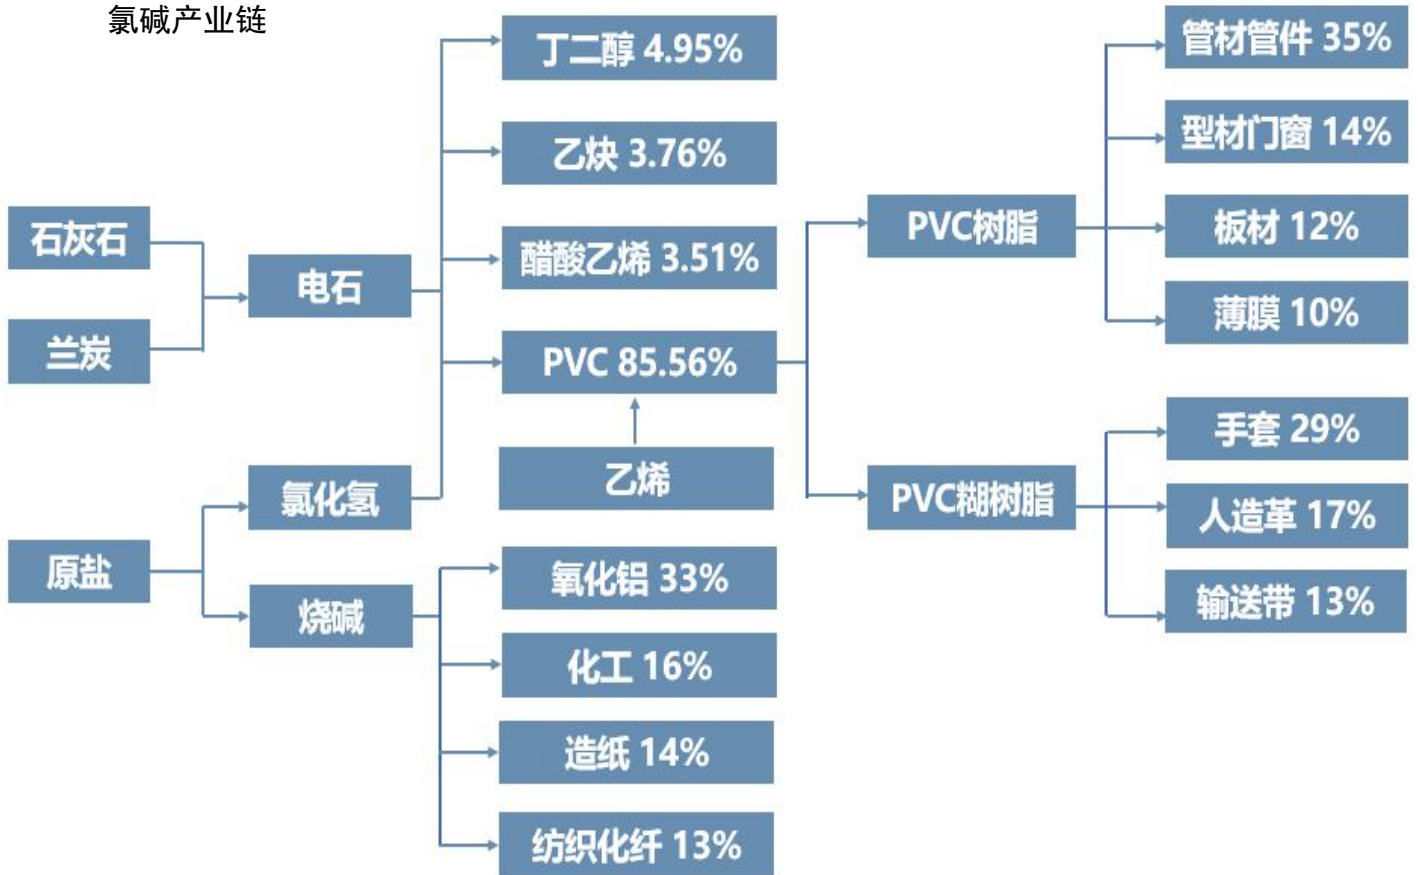 氯碱产业链
石灰石
兰炭
原盐
电石
氯化氢
烧碱
丁二醇 4.95%
乙炔 3.76%
醋酸乙烯 3.51%
PVC 85.56%
乙烯
氧化铝 33%
化工 16%
造纸 14%
纺织化纤 13%
PVC树脂
PVC糊树脂
管材管件 35%
型材门窗 14%
板材 12%
薄膜 10%
手套 29%
人造革 17%
输送带 13%